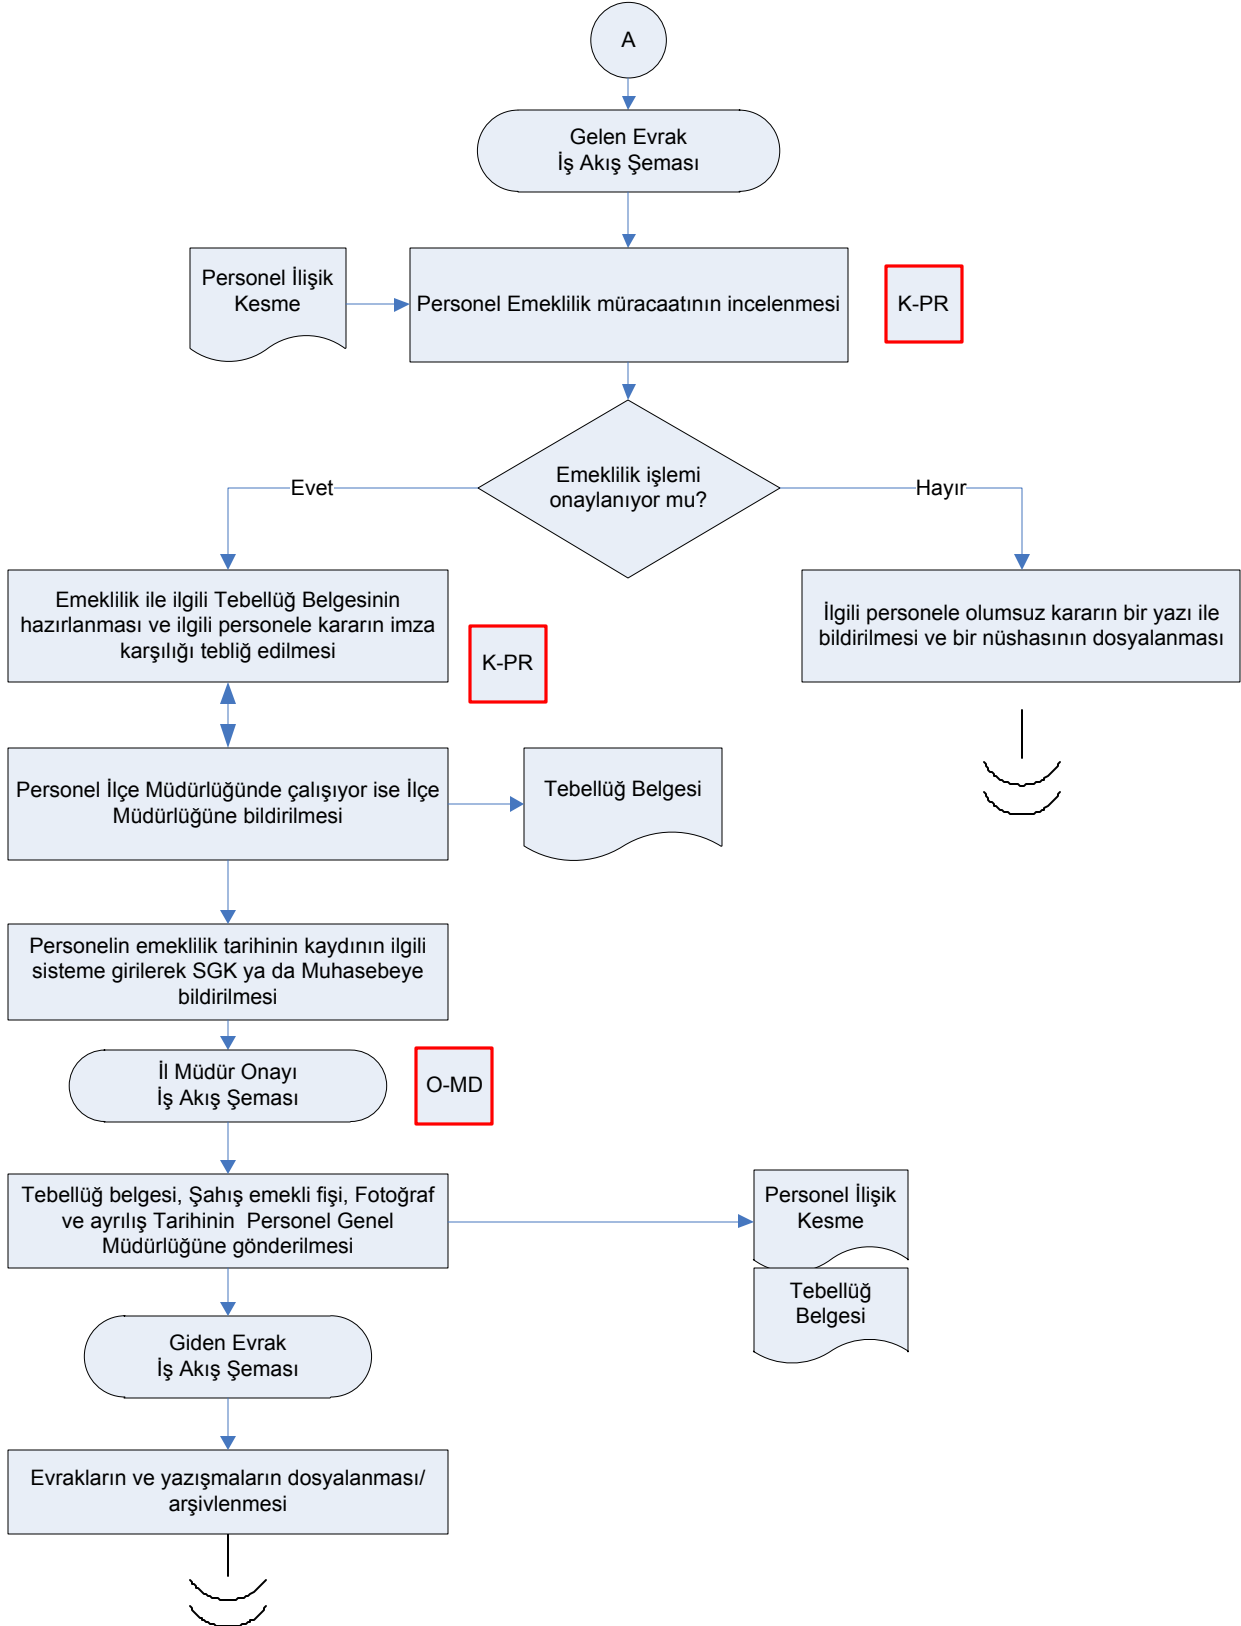 A
Gelen Evrak
İş Akış Şeması
Personel İlişik
Kesme
Personel Emeklilik müracaatının incelenmesi
K-PR
Emeklilik işlemi
onaylanıyor mu?
Evet
Hayır
Emeklilik ile ilgili Tebellüğ Belgesinin
hazırlanması ve ilgili personele kararın imza
karşılığı tebliğ edilmesi
K-PR
İlgili personele olumsuz kararın bir yazı ile
bildirilmesi ve bir nüshasının dosyalanması
Personel İlçe Müdürlüğünde çalışıyor ise İlçe
Müdürlüğüne bildirilmesi
Tebellüğ Belgesi
Personelin emeklilik tarihinin kaydının ilgili
sisteme girilerek SGK ya da Muhasebeye
bildirilmesi
İl Müdür Onayı
İş Akış Şeması
O-MD
Tebellüğ belgesi, Şahış emekli fişi, Fotoğraf
ve ayrılış Tarihinin  Personel Genel
Müdürlüğüne gönderilmesi
Personel İlişik
Kesme
Tebellüğ
Belgesi
Giden Evrak
İş Akış Şeması
Evrakların ve yazışmaların dosyalanması/
arşivlenmesi